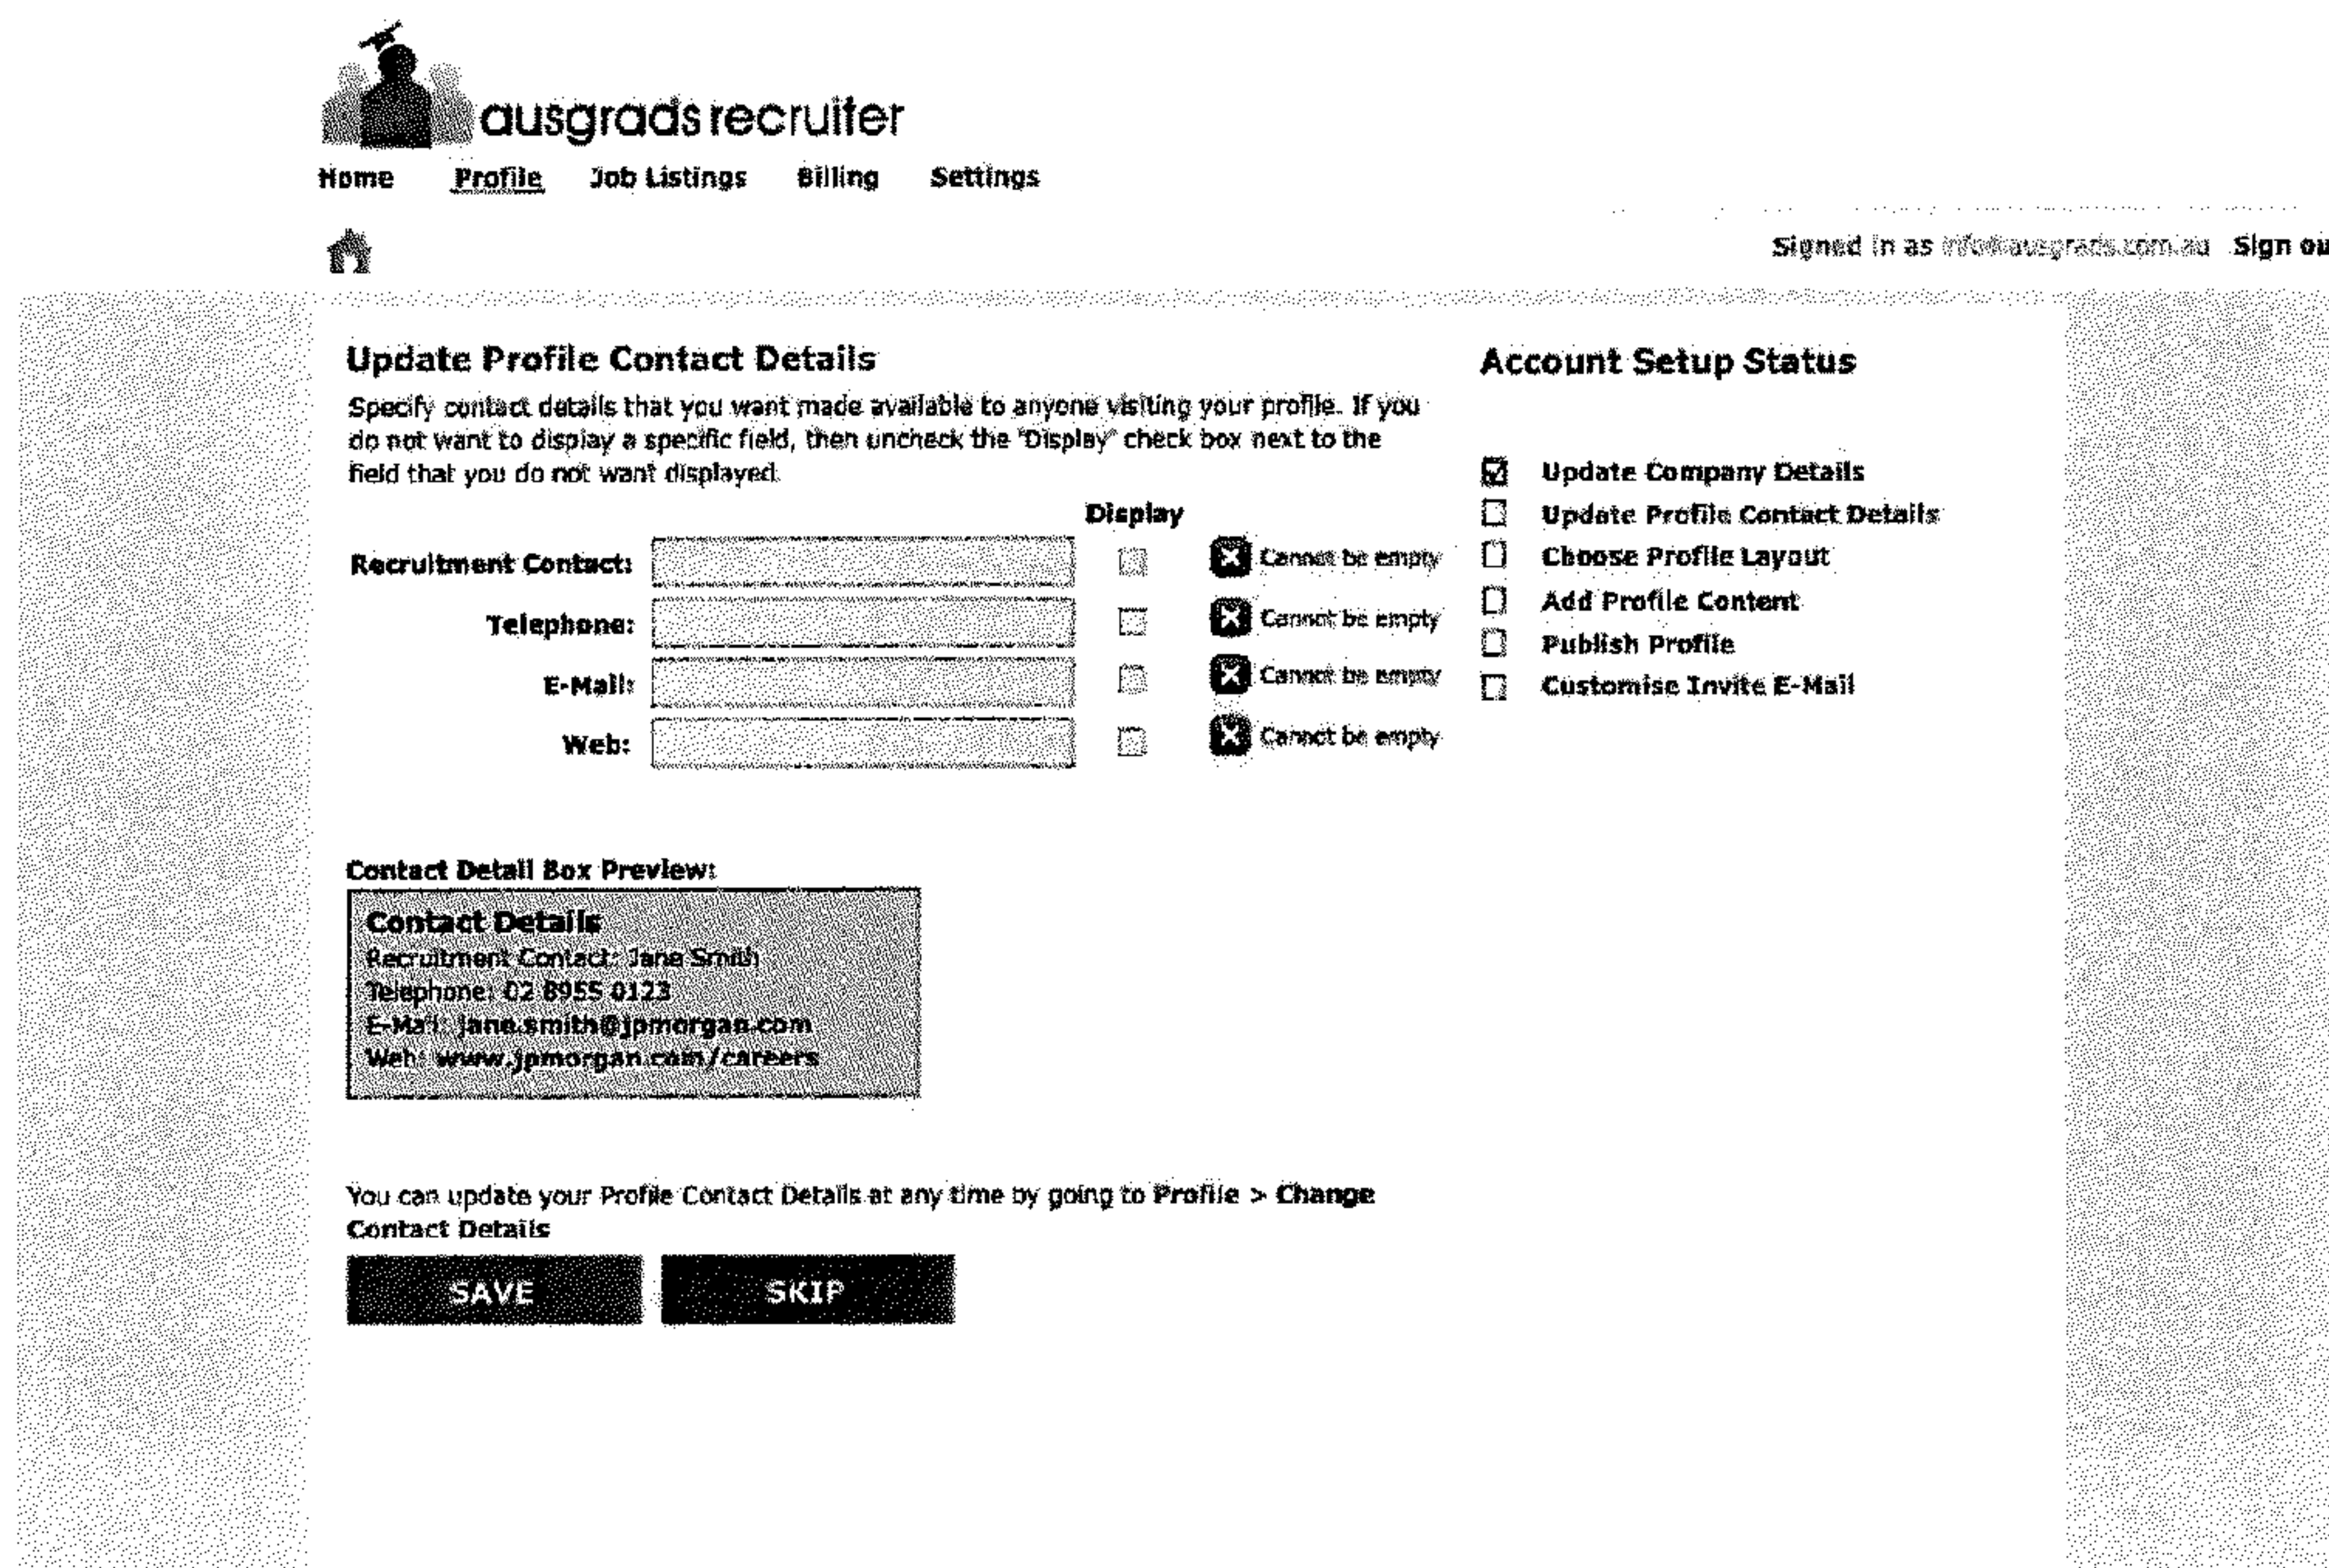 ausgrads recruiter
Home Profile Job Listings Billing Settings
Signed in as info@ausgrads.com.au Sign ou
Update Profile Contact Details
Specify contact details that you want made available to anyone visiting your profile. If you
do not want to display a specific field, then uncheck the "Display" check box next to the
field that you do not want displayed.
Display
Recruitment Contact: Cannot be empty
Telephone: Cannot be empty
E-Mail: Cannot be empty
Web: Cannot be empty
Account Setup Status
Update Company Details
Update Profile Contact Details
Choose Profile Layout
Add Profile Content
Publish Profile
Customise Invite E-Mail
Contact Detail Box Preview:
Contact Details
Recruitment Contact: Jane Smith
Telephone: 02 8955 0123
E-Mail: jane.smith@jpmorgan.com
Web: www.jpmorgan.com/careers
You can update your Profile Contact Details at any time by going to Profile > Change
Contact Details
SAVE SKIP